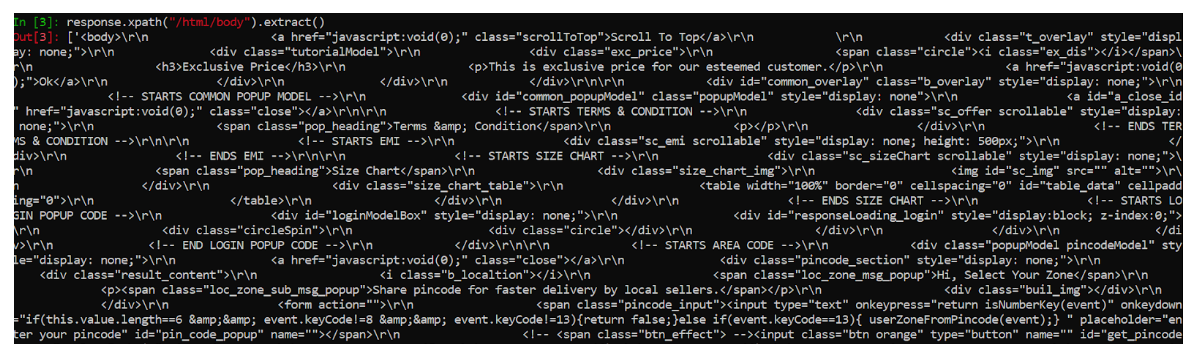 In [3]: response.xpath("/html/body").extract()
Out[3]: ['<body>\r\n <a href="javascript:void(0);" class="scrollToTop">Scroll To Top</a>\r\n \r\n <div class="t_overlay" style="displ
ay: none;">\r\n <div class="tutorialModel">\r\n <div class="exc_price">\r\n <span class="circle"><i class="ex_dis"></i></span>\
r\n <h3>Exclusive Price</h3>\r\n <p>This is exclusive price for our esteemed customer.</p>\r\n <a href="javascript:void(0
);">Ok</a>\r\n </div>\r\n </div>\r\n </div>\r\n\r\n <div id="common_overlay" class="b_overlay" style="display: none;">\r\n
<!-- STARTS COMMON POPUP MODEL -->\r\n <div id="common_popupModel" class="popupModel" style="display: none">\r\n <a id="a_close_id
" href="javascript:void(0);" class="close"></a>\r\n\r\n <!-- STARTS TERMS & CONDITION -->\r\n <div class="sc_offer scrollable" style="display:
none;">\r\n <span class="pop_heading">Terms &amp; Condition</span>\r\n <p></p>\r\n </div>\r\n <!-- ENDS TER
MS & CONDITION -->\r\n\r\n <!-- STARTS EMI -->\r\n <div class="sc_emi scrollable" style="display: none; height: 500px;">\r\n </
div>\r\n <!-- ENDS EMI -->\r\n\r\n <!-- STARTS SIZE CHART -->\r\n <div class="sc_sizeChart scrollable" style="display: none;">\
r\n <span class="pop_heading">Size Chart</span>\r\n <div class="size_chart_img">\r\n <img id="sc_img" src="" alt="">\r\
n </div>\r\n <div class="size_chart_table">\r\n <table width="100%" border="0" cellspacing="0" id="table_data" cellpadd
ing="0">\r\n </table>\r\n </div>\r\n </div>\r\n <!-- ENDS SIZE CHART -->\r\n <!-- STARTS LO
GIN POPUP CODE -->\r\n <div id="loginModelBox" style="display: none;">\r\n <div id="responseLoading_login" style="display:block; z-index:0;">
\r\n <div class="circleSpin">\r\n <div class="circle"></div>\r\n </div>\r\n </div>\r\n </di
v>\r\n <!-- END LOGIN POPUP CODE -->\r\n </div>\r\n\r\n <!-- STARTS AREA CODE -->\r\n <div class="popupModel pincodeModel" sty
le="display: none;">\r\n <a href="javascript:void(0);" class="close"></a>\r\n <div class="pincode_section" style="display: none;">\r\n
<div class="result_content">\r\n <i class="b_localtion"></i>\r\n <span class="loc_zone_msg_popup">Hi, Select Your Zone</span>\r\n
<p><span class="loc_zone_sub_msg_popup">Share pincode for faster delivery by local sellers.</span></p>\r\n <div class="buil_img"></div>\r\n
</div>\r\n <form action="">\r\n <span class="pincode_input"><input type="text" onkeypress="return isNumberKey(event)" onkeydown
="if(this.value.length==6 &amp;&amp; event.keyCode!=8 &amp;&amp; event.keyCode!=13){return false;}else if(event.keyCode==13){ userZoneFromPincode(event);} " placeholder="en
ter your pincode" id="pin_code_popup" name=""></span>\r\n <!-- <span class="btn_effect"> --><input class="btn orange" type="button" name="" id="get_pincode